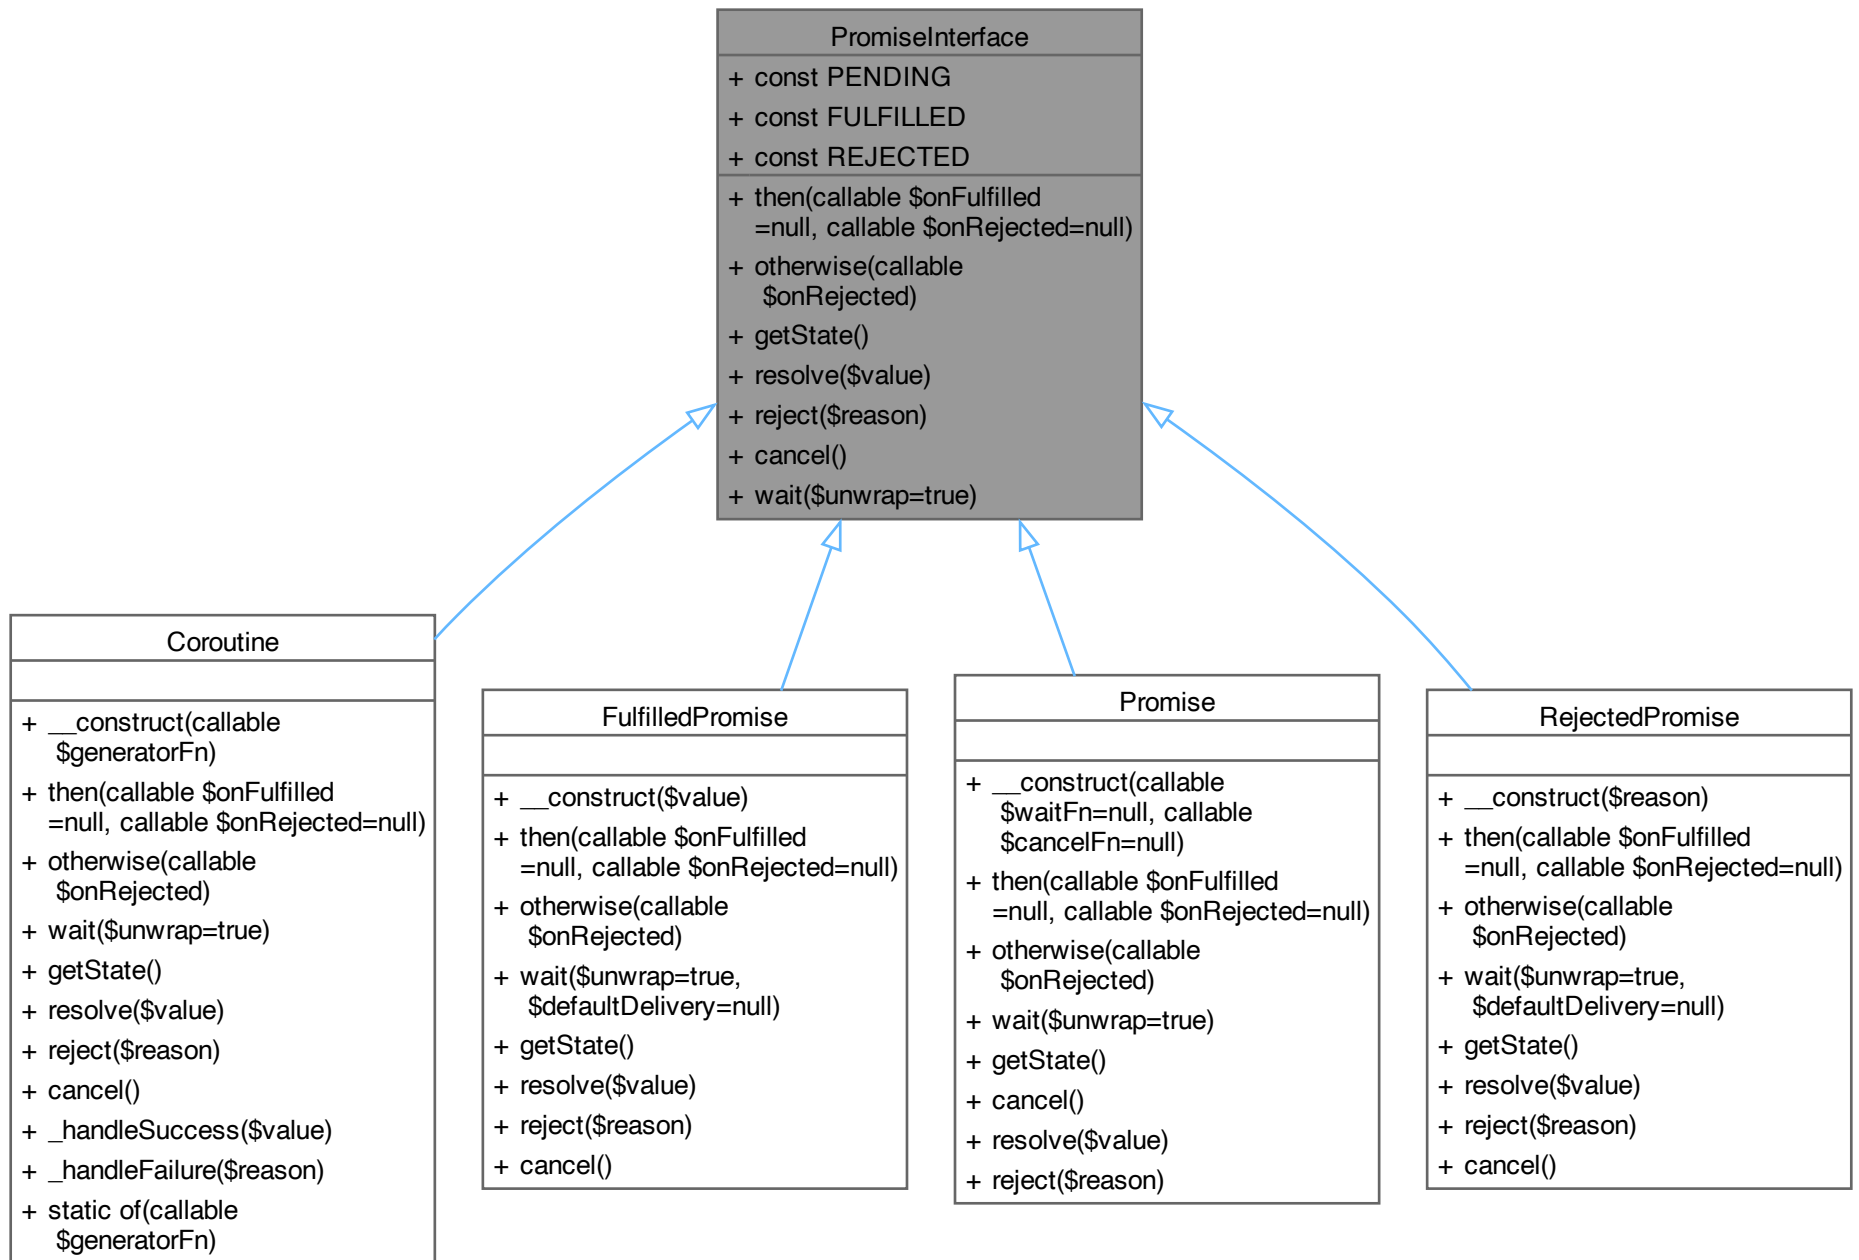 PromiseInterface
+ const PENDING
+ const FULFILLED
+ const REJECTED
+ then(callable $onFulfilled
=null, callable $onRejected=null)
+ otherwise(callable
$onRejected)
+ getState()
+ resolve($value)
+ reject($reason)
+ cancel()
+ wait($unwrap=true)
Coroutine
+ __construct(callable
$generatorFn)
+ then(callable $onFulfilled
=null, callable $onRejected=null)
+ otherwise(callable
$onRejected)
+ wait($unwrap=true)
+ getState()
+ resolve($value)
+ reject($reason)
+ cancel()
+ _handleSuccess($value)
+ _handleFailure($reason)
+ static of(callable
$generatorFn)
FulfilledPromise
+ __construct($value)
+ then(callable $onFulfilled
=null, callable $onRejected=null)
+ otherwise(callable
$onRejected)
+ wait($unwrap=true,
$defaultDelivery=null)
+ getState()
+ resolve($value)
+ reject($reason)
+ cancel()
Promise
+ __construct(callable
$waitFn=null, callable
$cancelFn=null)
+ then(callable $onFulfilled
=null, callable $onRejected=null)
+ otherwise(callable
$onRejected)
+ wait($unwrap=true)
+ getState()
+ cancel()
+ resolve($value)
+ reject($reason)
RejectedPromise
+ __construct($reason)
+ then(callable $onFulfilled
=null, callable $onRejected=null)
+ otherwise(callable
$onRejected)
+ wait($unwrap=true,
$defaultDelivery=null)
+ getState()
+ resolve($value)
+ reject($reason)
+ cancel()